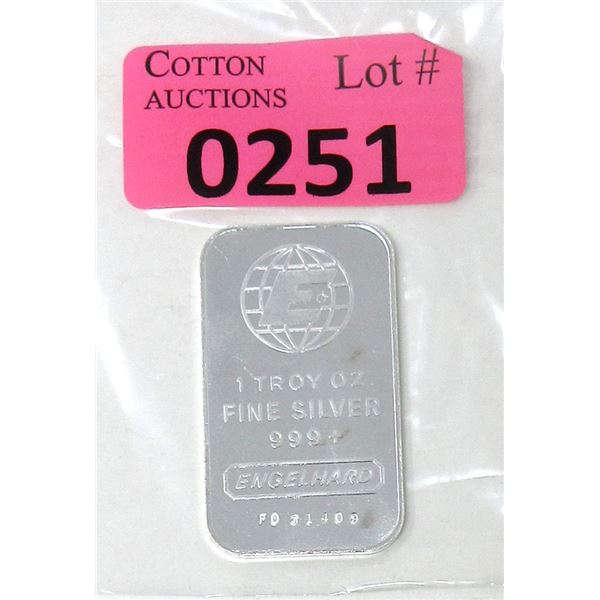 COTTON
AUCTIONS
Lot #
0251
E
1 TROY OZ.
FINE SILVER
999+
ENGELHARD